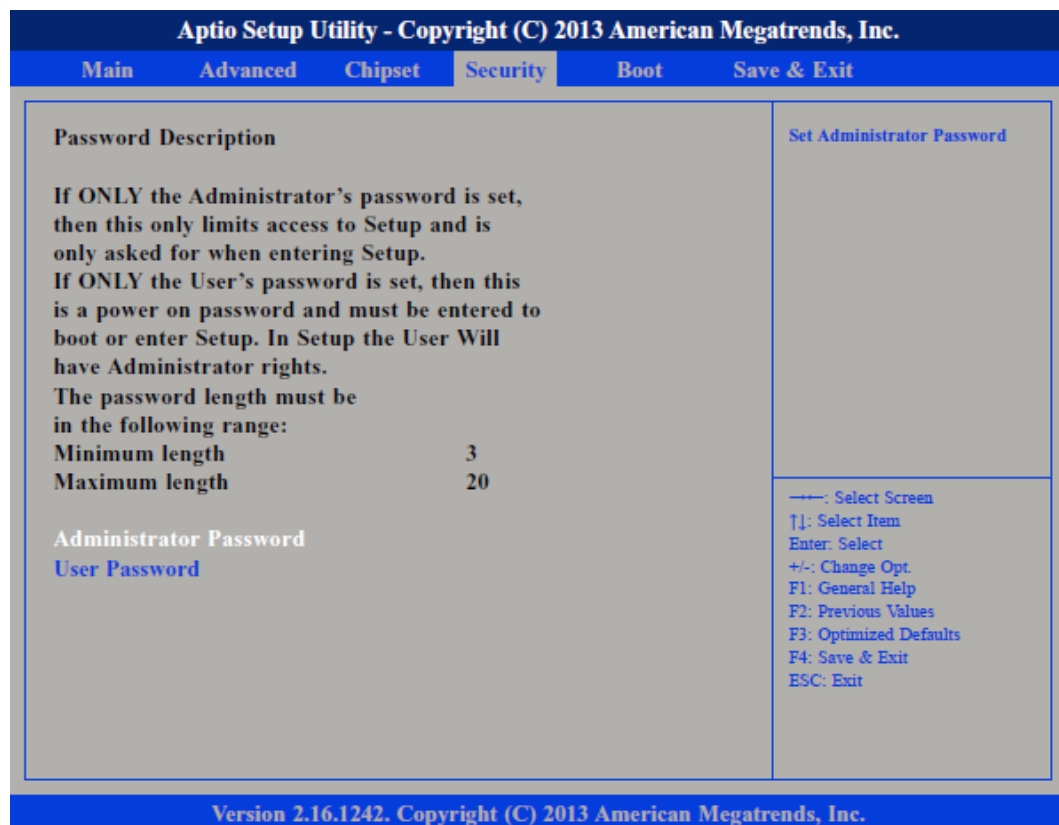 Aptio Setup Utility - Copyright (C) 2013 American Megatrends, Inc.
Main Advanced Chipset Security Boot Save & Exit
Password Description
If ONLY the Administrator's password is set,
then this only limits access to Setup and is
only asked for when entering Setup.
If ONLY the User's password is set, then this
is a power on password and must be entered to
boot or enter Setup. In Setup the User Will
have Administrator rights.
The password length must be
in the following range:
Minimum length 3
Maximum length 20
Administrator Password
User Password
Set Administrator Password
→←: Select Screen
↑↓: Select Item
Enter: Select
+/-: Change Opt.
F1: General Help
F2: Previous Values
F3: Optimized Defaults
F4: Save & Exit
ESC: Exit
Version 2.16.1242. Copyright (C) 2013 American Megatrends, Inc.